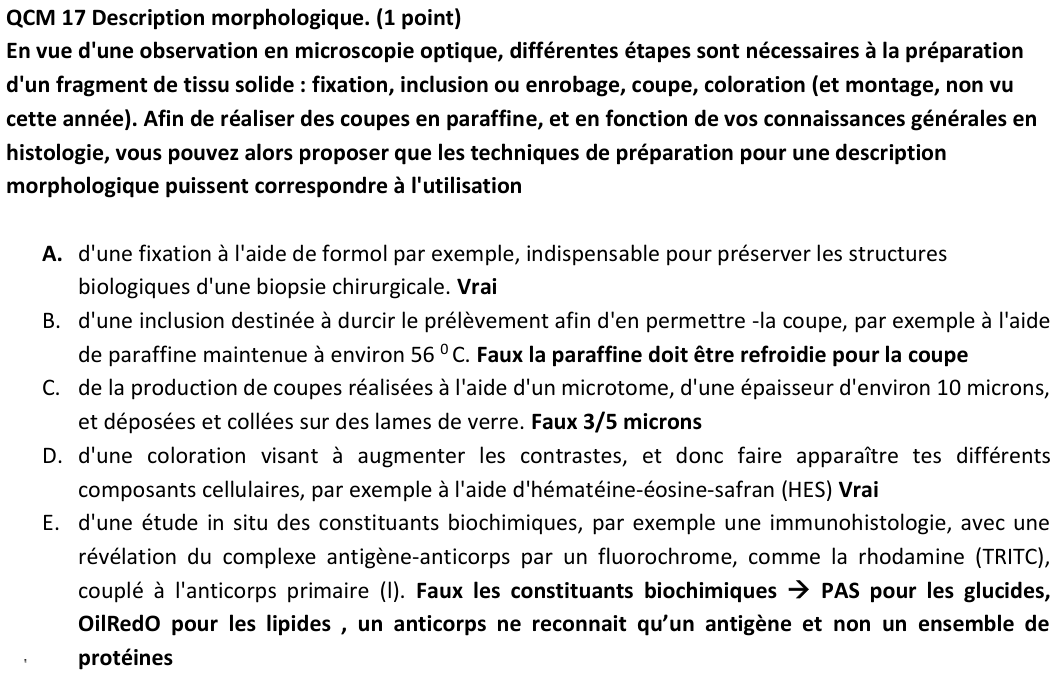 QCM 17 Description morphologique. (1 point)
En vue d'une observation en microscopie optique, différentes étapes sont nécessaires à la préparation
d'un fragment de tissu solide : fixation, inclusion ou enrobage, coupe, coloration (et montage, non vu
cette année). Afin de réaliser des coupes en paraffine, et en fonction de vos connaissances générales en
histologie, vous pouvez alors proposer que les techniques de préparation pour une description
morphologique puissent correspondre à l'utilisation
A. d'une fixation à l'aide de formol par exemple, indispensable pour préserver les structures
biologiques d'une biopsie chirurgicale. Vrai
B. d'une inclusion destinée à durcir le prélèvement afin d'en permettre -la coupe, par exemple à l'aide
de paraffine maintenue à environ 56 ⁰ C. Faux la paraffine doit être refroidie pour la coupe
C. de la production de coupes réalisées à l'aide d'un microtome, d'une épaisseur d'environ 10 microns,
et déposées et collées sur des lames de verre. Faux 3/5 microns
D. d'une coloration visant à augmenter les contrastes, et donc faire apparaître tes différents
composants cellulaires, par exemple à l'aide d'hématéine-éosine-safran (HES) Vrai
E. d'une étude in situ des constituants biochimiques, par exemple une immunohistologie, avec une
révélation du complexe antigène-anticorps par un fluorochrome, comme la rhodamine (TRITC),
couplé à l'anticorps primaire (l). Faux les constituants biochimiques → PAS pour les glucides,
OilRedO pour les lipides , un anticorps ne reconnait qu’un antigène et non un ensemble de
protéines